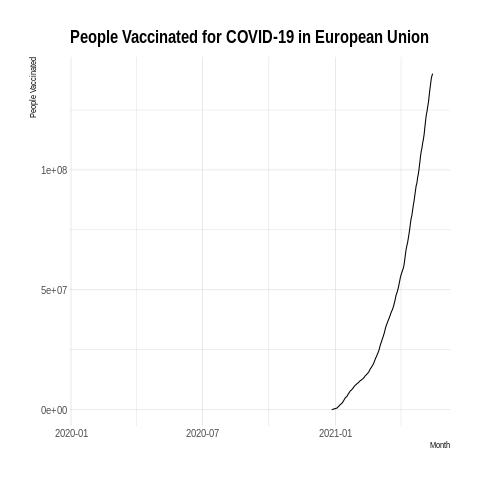 People Vaccinated for COVID-19 in European Union
People Vaccinated
1e+08
5e+07
0e+00
2020-01 2020-07 2021-01
Month